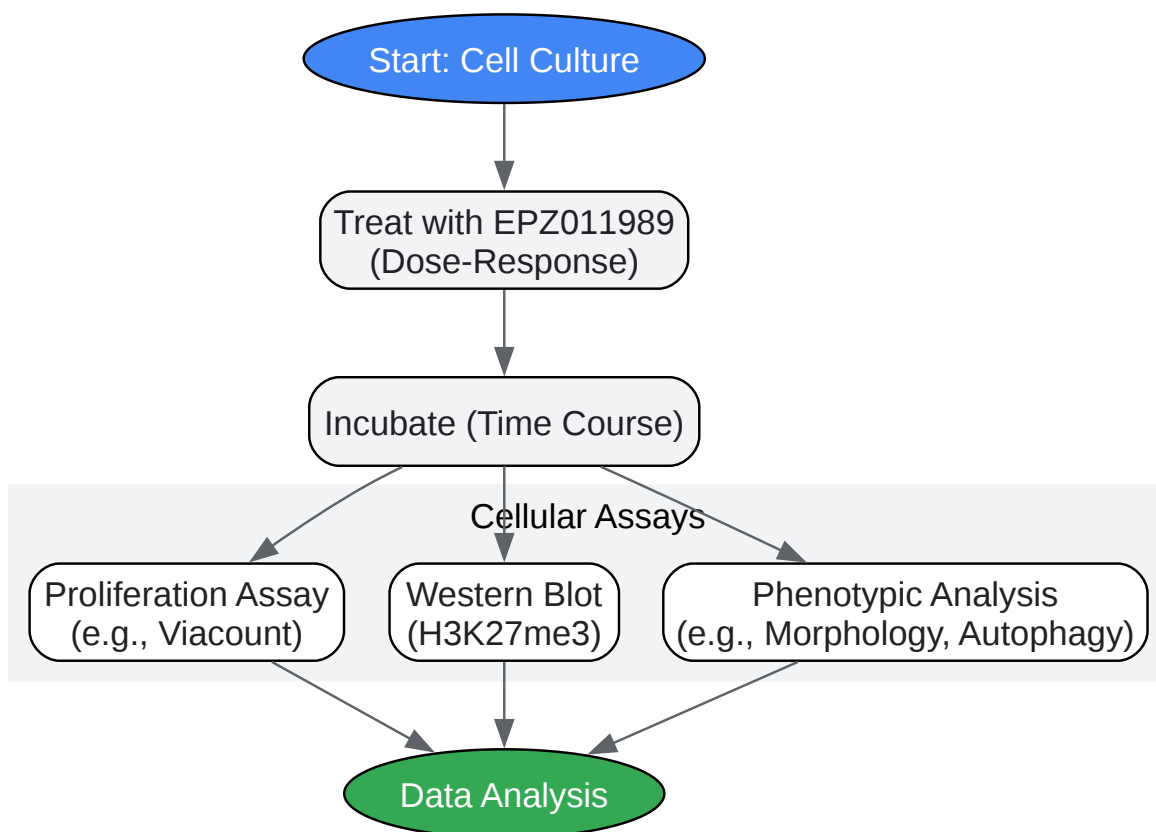 Start: Cell Culture
Treat with EPZ011989
(Dose-Response)
Incubate (Time Course)
Cellular Assays
Proliferation Assay
(e.g., Viacount)
Western Blot
(H3K27me3)
Phenotypic Analysis
(e.g., Morphology, Autophagy)
Data Analysis